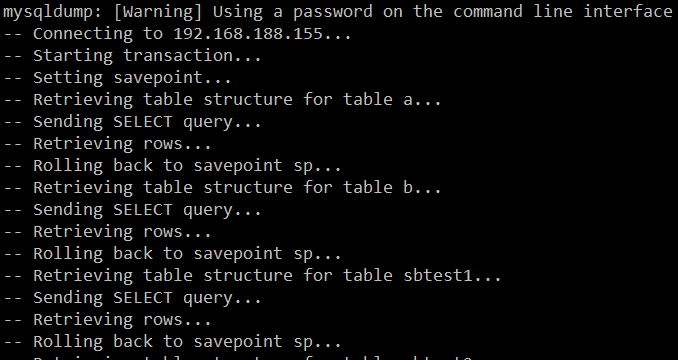 mysqldump: [Warning] Using a password on the command line interface
-- Connecting to 192.168.188.155...
-- Starting transaction...
-- Setting savepoint...
-- Retrieving table structure for table a...
-- Sending SELECT query...
-- Retrieving rows...
-- Rolling back to savepoint sp...
-- Retrieving table structure for table b...
-- Sending SELECT query...
-- Retrieving rows...
-- Rolling back to savepoint sp...
-- Retrieving table structure for table sbtest1...
-- Sending SELECT query...
-- Retrieving rows...
-- Rolling back to savepoint sp...